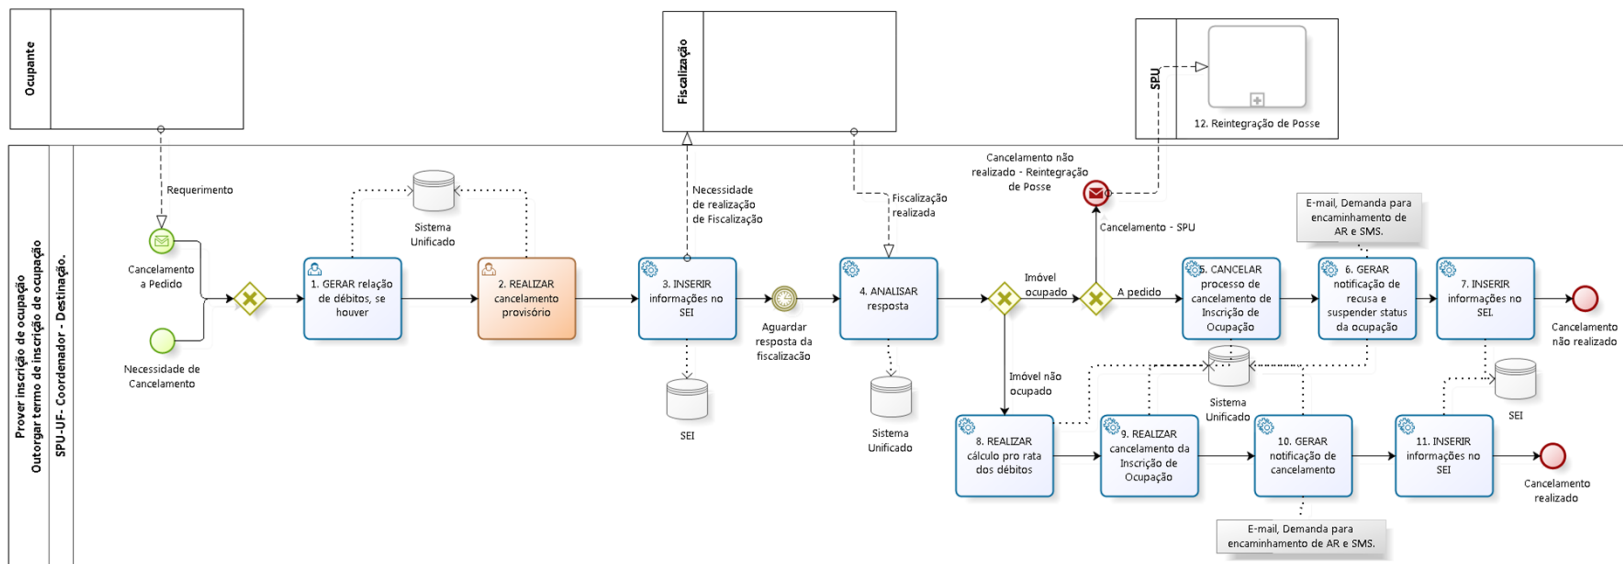 Ocupante
Fiscalização
SPU
12. Reintegração de Posse
Prover inscrição de ocupação
Outorgar termo de inscrição de ocupação
SPU-UF- Coordenador - Destinação.
Requerimento
Cancelamento
a Pedido
Necessidade de
Cancelamento
Sistema
Unificado
1. GERAR relação
de débitos, se
houver
2. REALIZAR
cancelamento
provisório
Necessidade
de realização
de Fiscalização
3. INSERIR
informações no
SEI
SEI
Aguardar
resposta da
fiscalizacão
Fiscalização
realizada
4. ANALISAR
resposta
Sistema
Unificado
Cancelamento não
realizado - Reintegração
de Posse
Cancelamento - SPU
Imóvel
ocupado
A pedido
Imóvel não
ocupado
5. CANCELAR
processo de
cancelamento de
Inscrição de
Ocupação
E-mail, Demanda para
encaminhamento de
AR e SMS.
6. GERAR
notificação de
recusa e
suspender status
da ocupação
7. INSERIR
informações no
SEI.
Cancelamento
não realizado
Sistema
Unificado
SEI
8. REALIZAR
cálculo pro rata
dos débitos
9. REALIZAR
cancelamento da
Inscrição de
Ocupação
10. GERAR
notificação de
cancelamento
11. INSERIR
informações no
SEI
Cancelamento
realizado
E-mail, Demanda para
encaminhamento de AR e SMS.